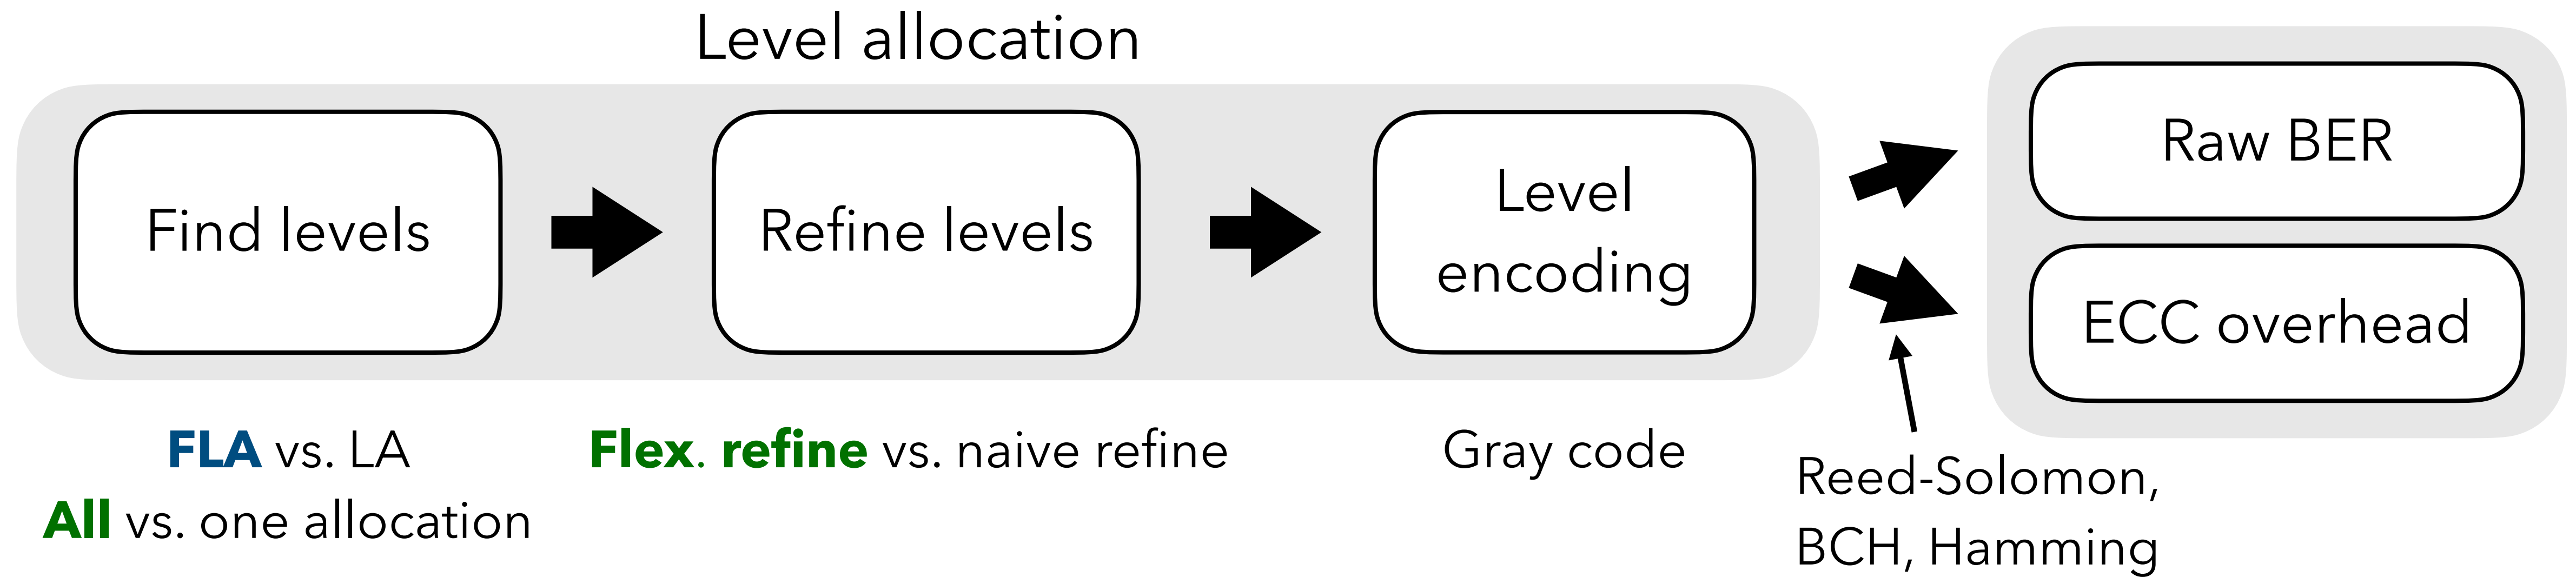 Level allocation
Find levels
Refine levels
Level
encoding
Raw BER
ECC overhead
FLA vs. LA
All vs. one allocation
Flex. refine vs. naive refine
Gray code
Reed-Solomon,
BCH, Hamming